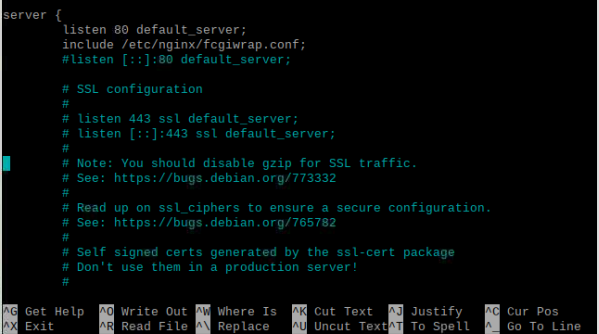 server {
listen 80 default_server;
include /etc/nginx/fcgiwrap.conf;
#listen [::]:80 default_server;
# SSL configuration
#
# listen 443 ssl default_server;
# listen [::]:443 ssl default_server;
#
# Note: You should disable gzip for SSL traffic.
# See: https://bugs.debian.org/773332
#
# Read up on ssl_ciphers to ensure a secure configuration.
# See: https://bugs.debian.org/765782
#
# Self signed certs generated by the ssl-cert package
# Don't use them in a production server!
#
^G Get Help ^O Write Out ^W Where Is ^K Cut Text ^J Justify ^C Cur Pos
^X Exit ^R Read File ^\ Replace ^U Uncut Text ^T To Spell ^_ Go To Line